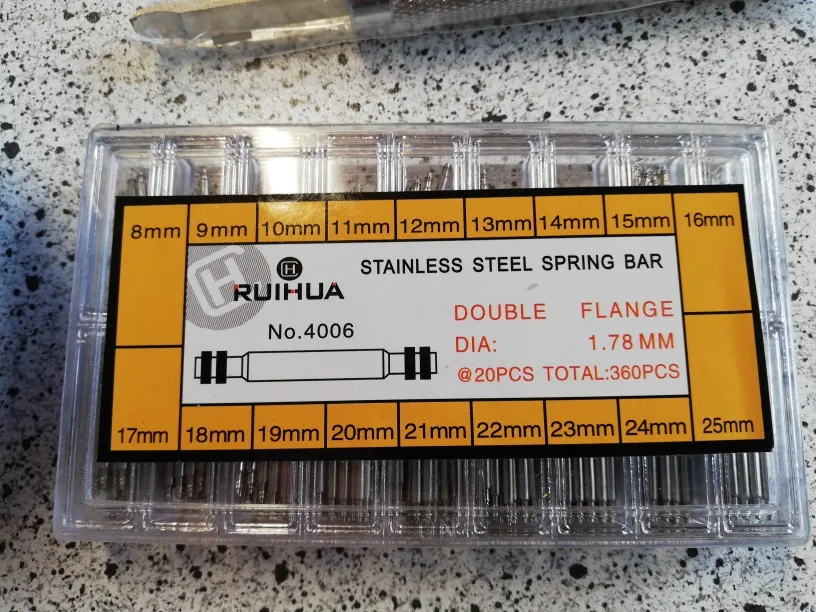 8mm 9mm 10mm 11mm 12mm 13mm 14mm 15mm 16mm
H
H
RUIHUA
STAINLESS STEEL SPRING BAR
No.4006
DOUBLE FLANGE
DIA: 1.78 MM
@20PCS TOTAL:360PCS
17mm 18mm 19mm 20mm 21mm 22mm 23mm 24mm 25mm